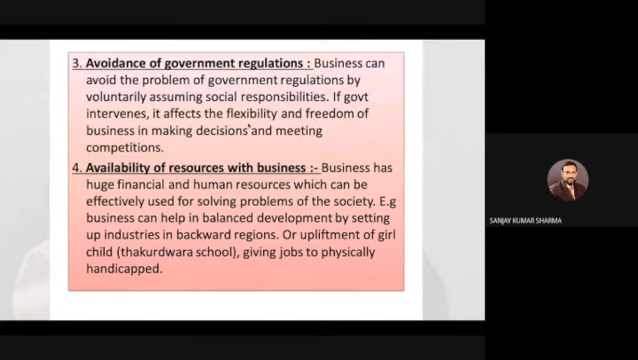 3. Avoidance of government regulations : Business can
avoid the problem of government regulations by
voluntarily assuming social responsibilities. If govt
intervenes, it affects the flexibility and freedom of
business in making decisions and meeting
competitions.
4. Availability of resources with business :- Business has
huge financial and human resources which can be
effectively used for solving problems of the society. E.g
business can help in balanced development by setting
up industries in backward regions. Or upliftment of girl
child (thakurdwara school), giving jobs to physically
handicapped.
SANJAY KUMAR SHARMA